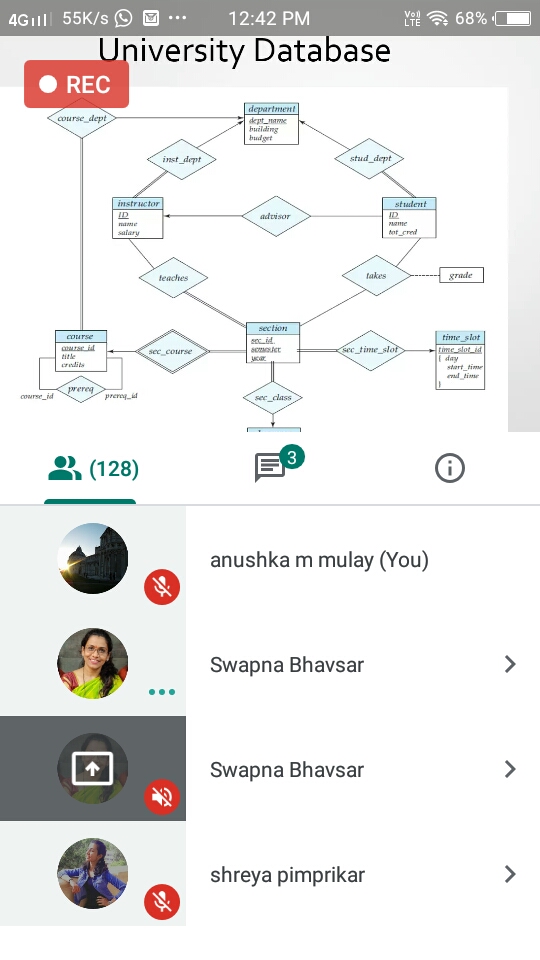 4G 55K/s 12:42 PM VoJ LTE 68%
University Database
REC
department
dept_name
building
budget
course_dept
inst_dept
stud_dept
instructor
ID
name
salary
advisor
student
ID
name
tot_cred
teaches
takes
grade
section
sec_id
semester
year
course
course_id
title
credits
sec_course
sec_time_slot
time_slot
time_slot_id
{ day
start_time
end_time
}
course_id
prereq
prereq_id
sec_class
(128)
3
anushka m mulay (You)
Swapna Bhavsar
Swapna Bhavsar
shreya pimprikar